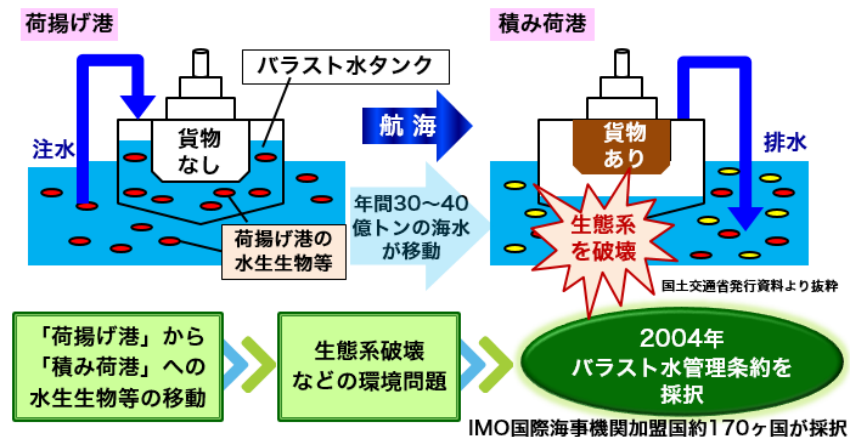 荷揚げ港
積み荷港
バラスト水タンク
注水
貨物
なし
航海
貨物
あり
排水
年間30〜40
億トンの海水
が移動
荷揚げ港の
水生生物等
生態系
を破壊
国土交通省発行資料より抜粋
「荷揚げ港」から
「積み荷港」への
水生生物等の移動
生態系破壊
などの環境問題
2004年
バラスト水管理条約を
採択
IMO国際海事機関加盟国約170ヶ国が採択